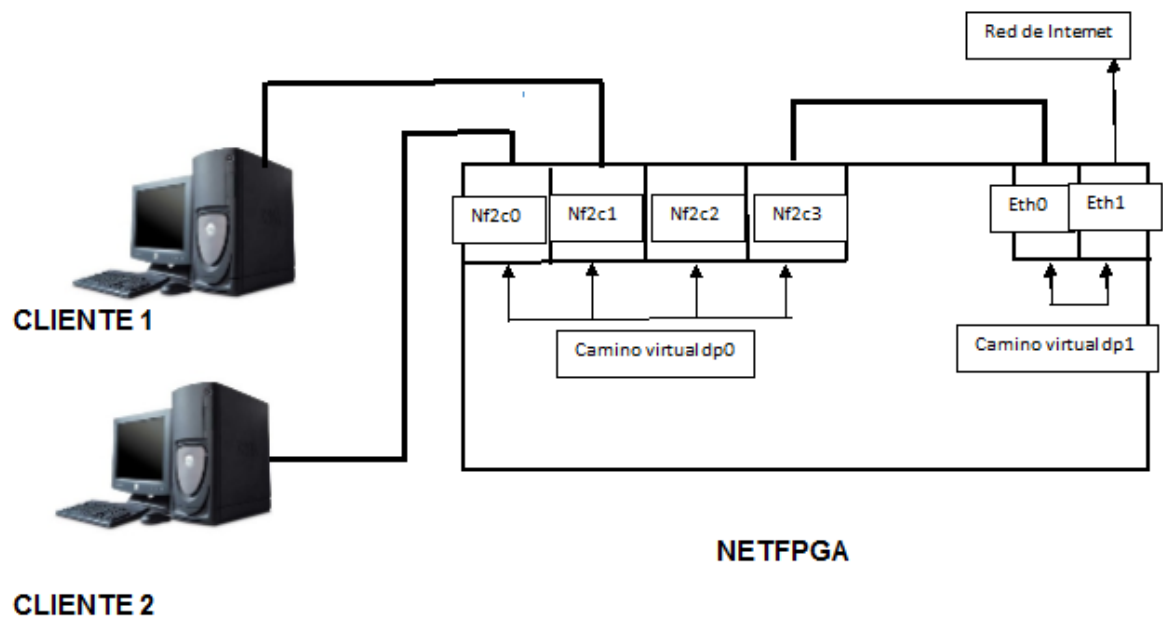 Red de Internet
Nf2c0
Nf2c1
Nf2c2
Nf2c3
Eth0
Eth1
CLIENTE 1
Camino virtual dp0
Camino virtual dp1
NETFPGA
CLIENTE 2